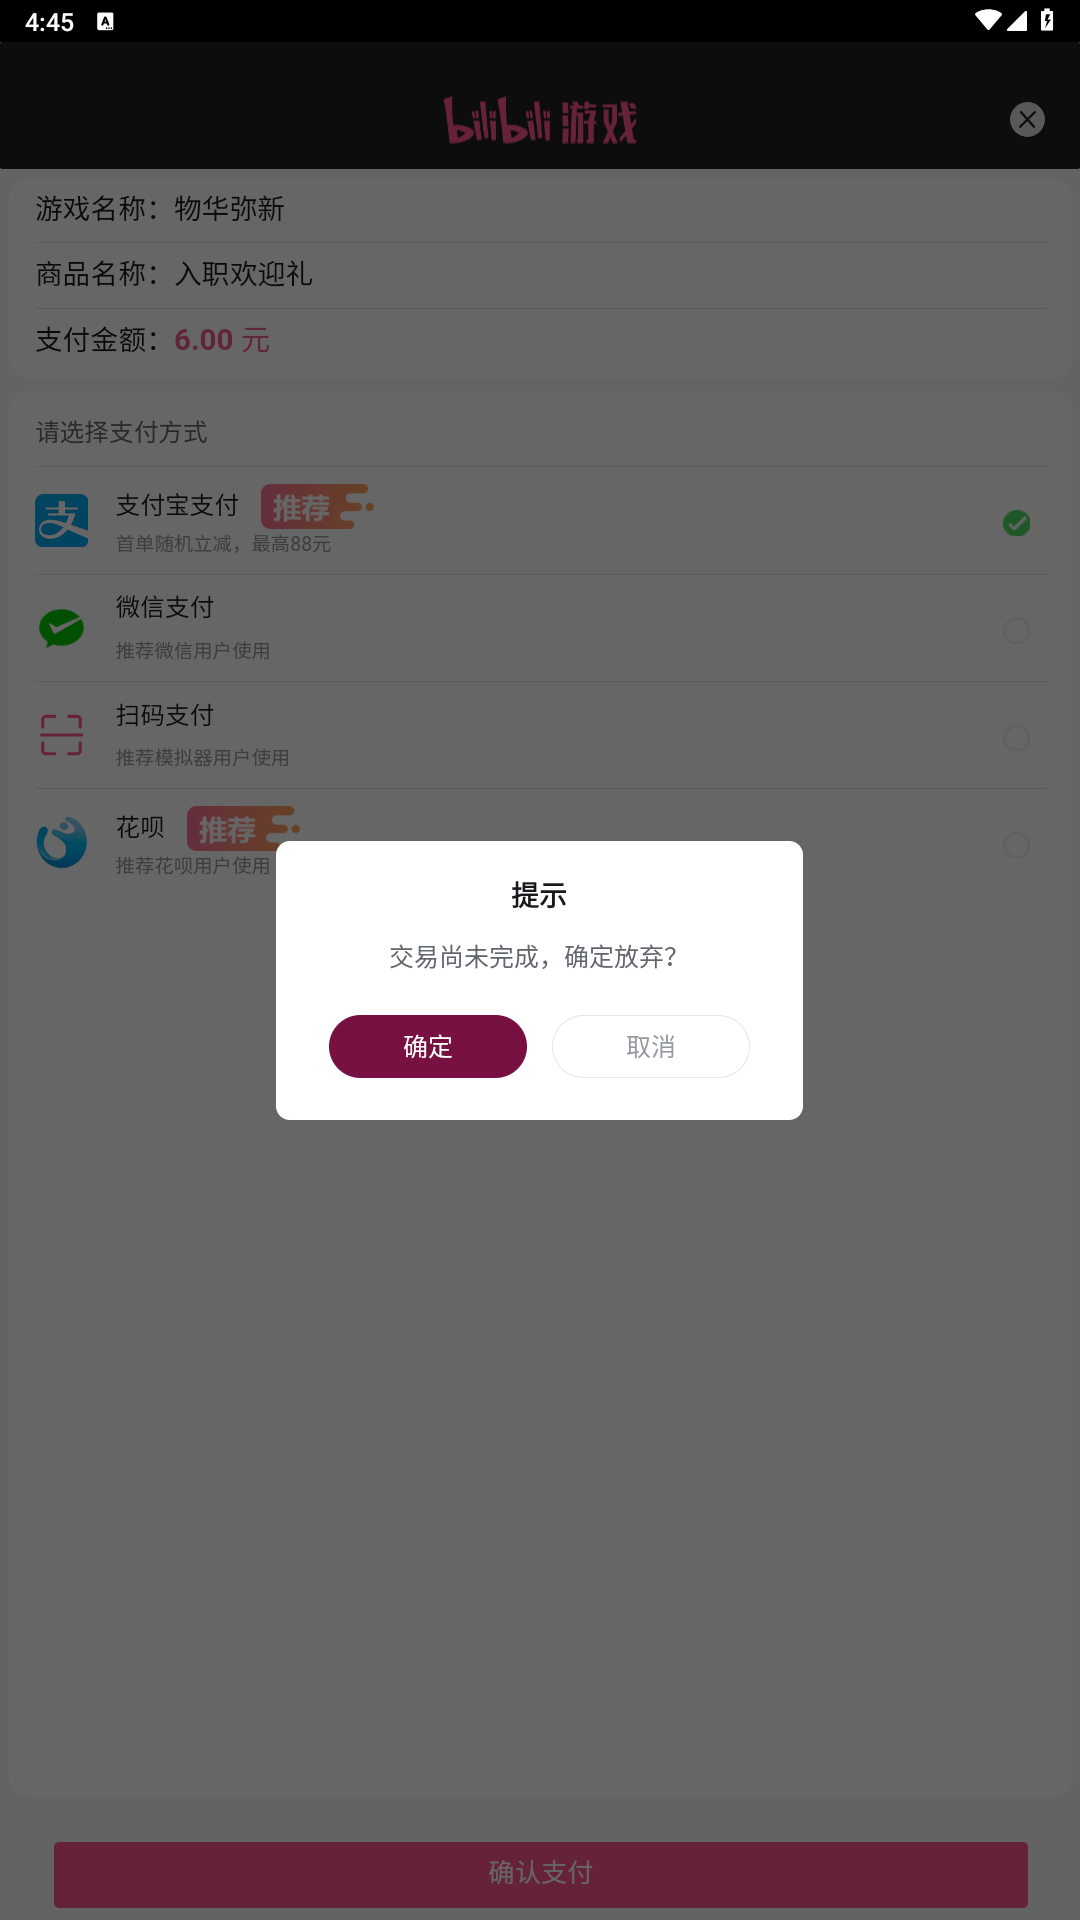 4:45
bilibili 游戏
游戏名称：物华弥新
商品名称：入职欢迎礼
支付金额：6.00 元
请选择支付方式
支付宝支付 推荐
首单随机立减，最高88元
微信支付
推荐微信用户使用
扫码支付
推荐模拟器用户使用
花呗 推荐
推荐花呗用户使用
提示
交易尚未完成，确定放弃？
确定 取消
确认支付